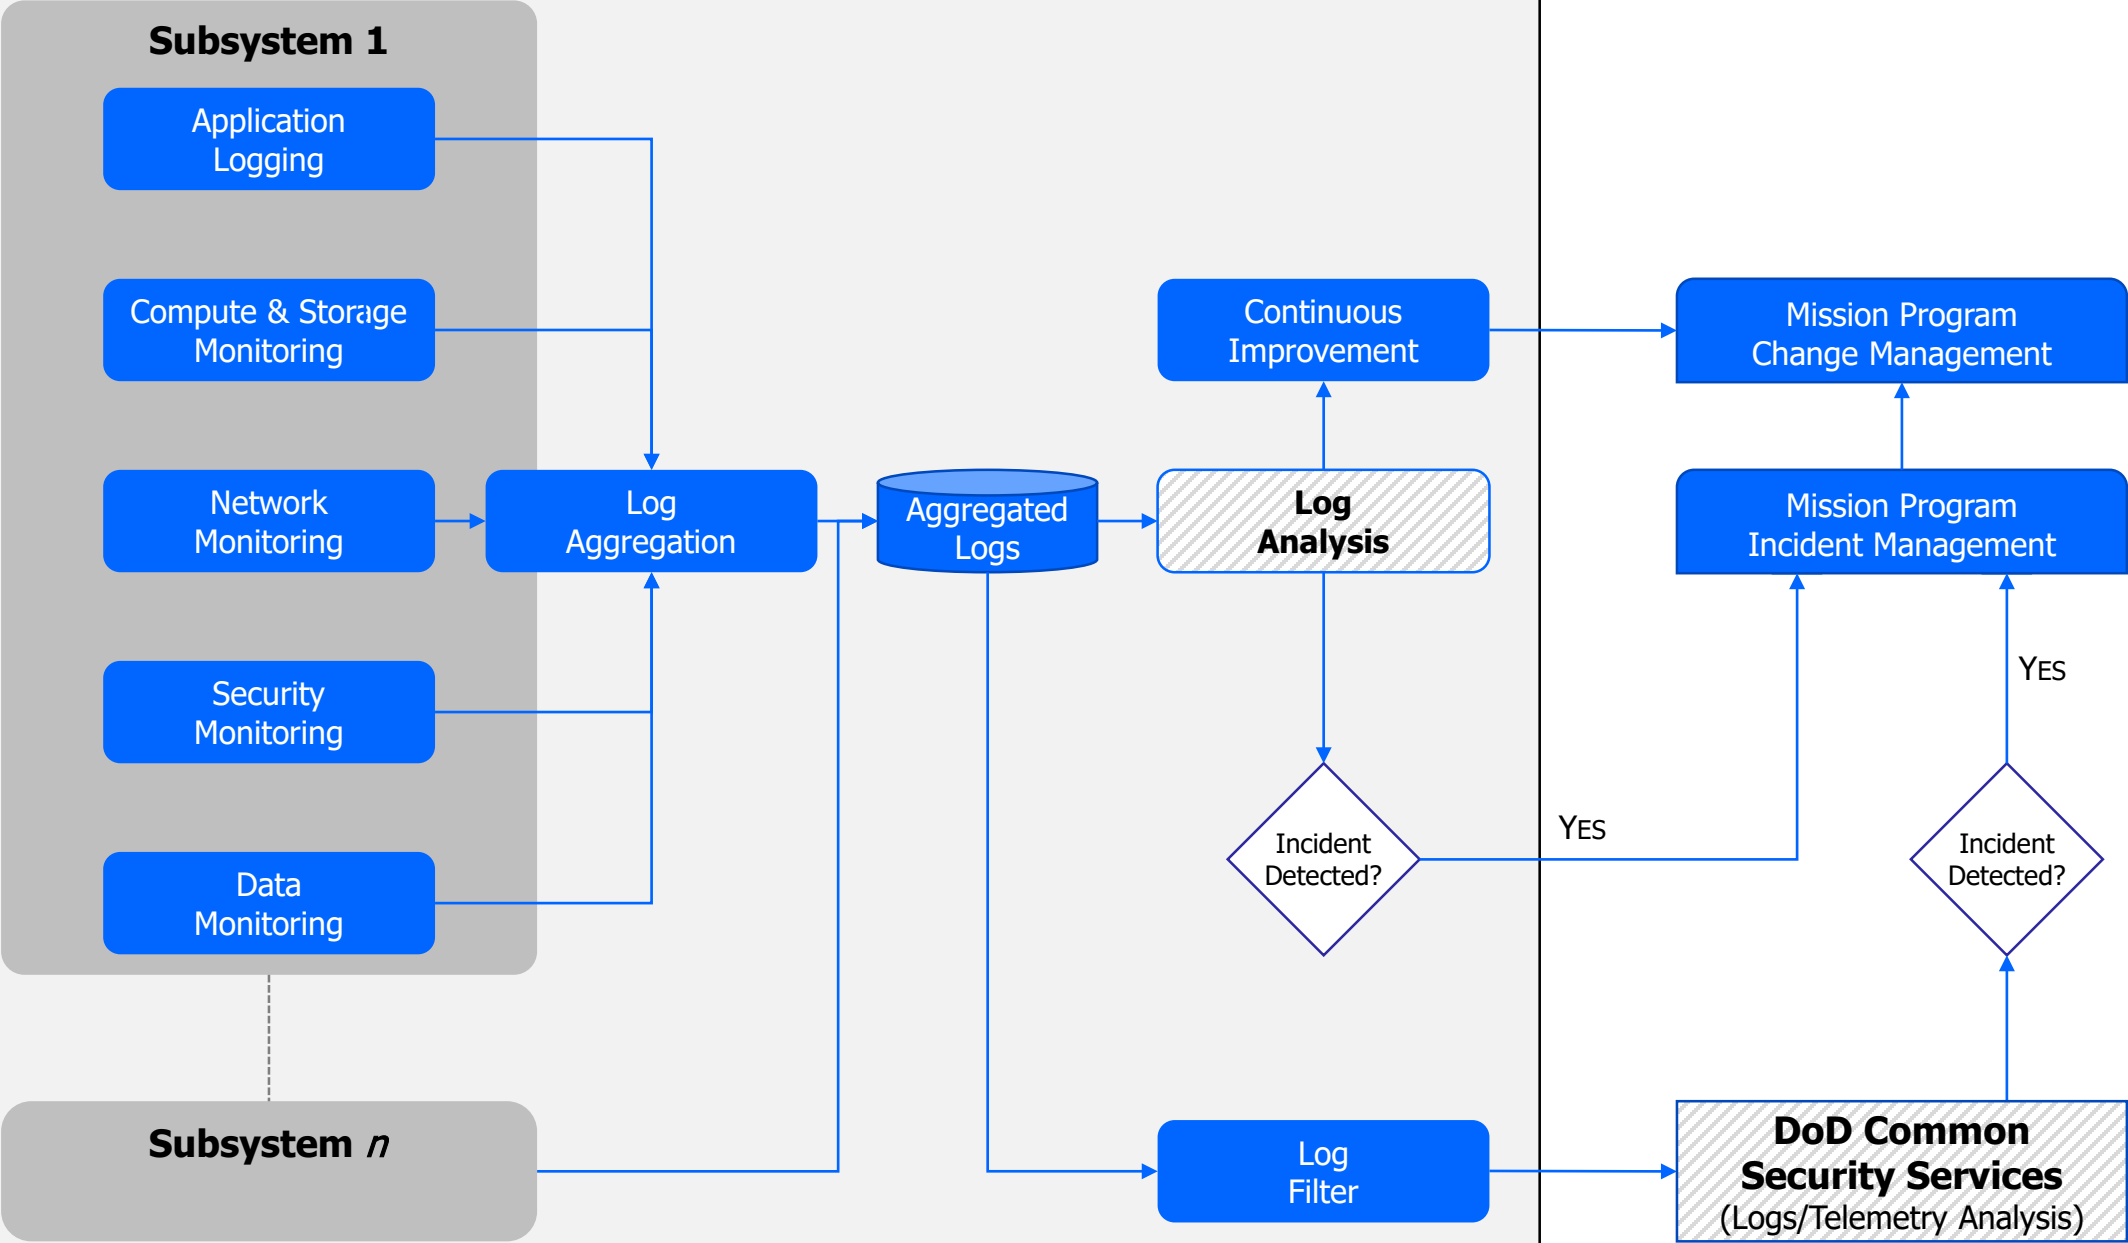 Subsystem 1
Application
Logging
Compute & Storage
Monitoring
Network
Monitoring
Security
Monitoring
Data
Monitoring
Subsystem n
Log
Aggregation
Aggregated
Logs
Continuous
Improvement
Log
Analysis
Incident
Detected?
Log
Filter
YES
Mission Program
Change Management
Mission Program
Incident Management
YES
Incident
Detected?
DoD Common
Security Services
(Logs/Telemetry Analysis)